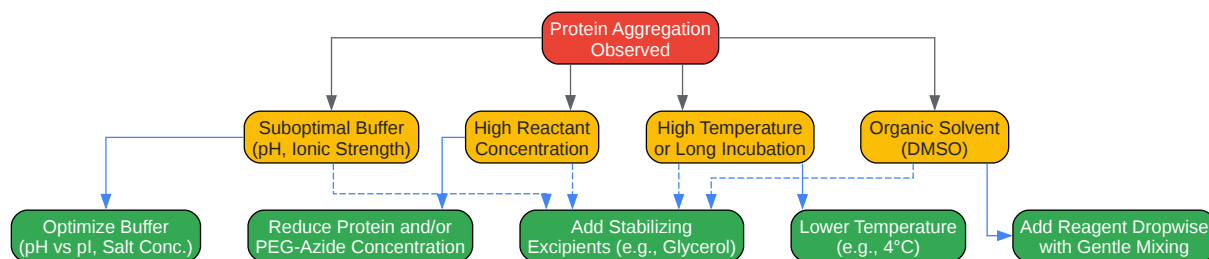 Protein Aggregation
Observed
Suboptimal Buffer
(pH, Ionic Strength)
High Reactant
Concentration
High Temperature
or Long Incubation
Organic Solvent
(DMSO)
Optimize Buffer
(pH vs pI, Salt Conc.)
Reduce Protein and/or
PEG-Azide Concentration
Add Stabilizing
Excipients (e.g., Glycerol)
Lower Temperature
(e.g., 4°C)
Add Reagent Dropwise
with Gentle Mixing